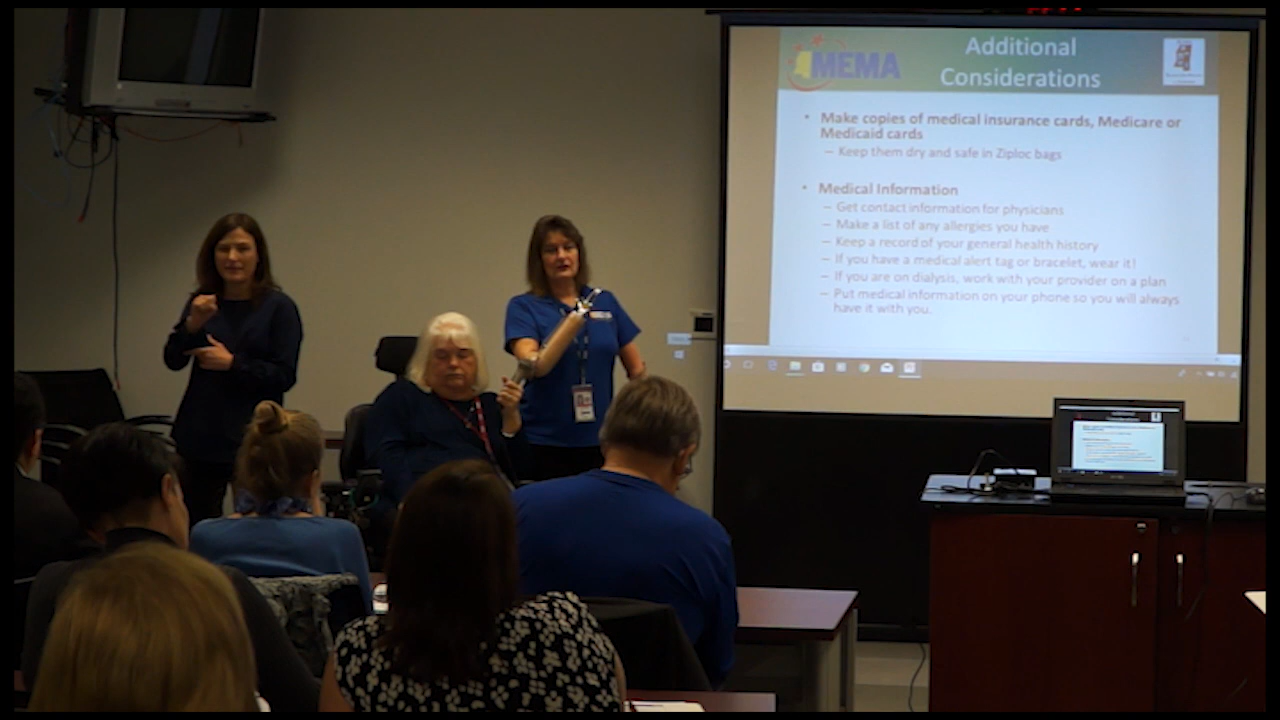 MEMA
Additional
Considerations
• Make copies of medical insurance cards, Medicare or
Medicaid cards
– Keep them dry and safe in Ziploc bags
• Medical Information
– Get contact information for physicians
– Make a list of any allergies you have
– Keep a record of your general health history
– If you have a medical alert tag or bracelet, wear it!
– If you are on dialysis, work with your provider on a plan
– Put medical information on your phone so you will always
have it with you.